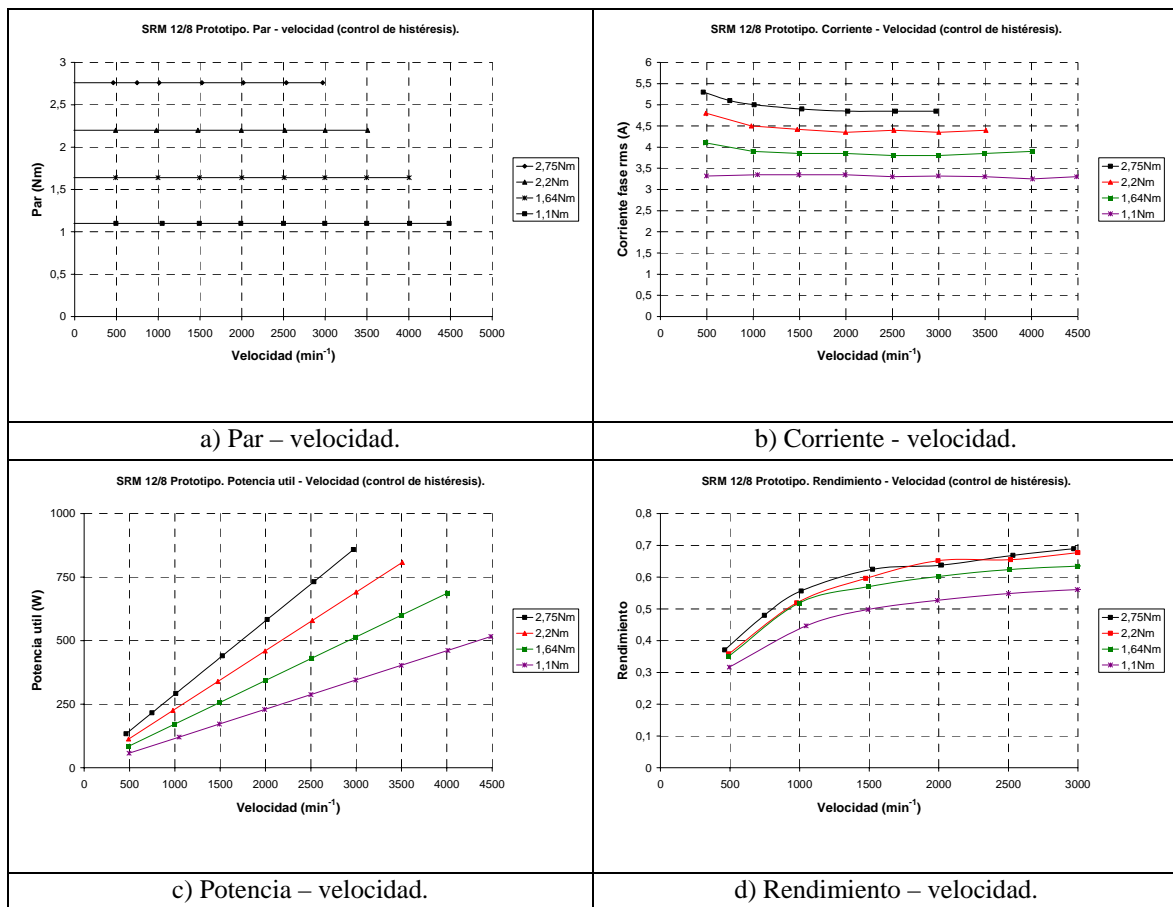 SRM 12/8 Prototipo. Par - velocidad (control de histéresis).
3
2,5
2
1,5
1
0,5
0
0 500 1000 1500 2000 2500 3000 3500 4000 4500 5000
Par (Nm)
Velocidad (min-1)
2,75Nm
2,2Nm
1,64Nm
1,1Nm
a) Par – velocidad.
SRM 12/8 Prototipo. Corriente - Velocidad (control de histéresis).
6
5,5
5
4,5
4
3,5
3
2,5
2
1,5
1
0,5
0
0 500 1000 1500 2000 2500 3000 3500 4000 4500
Corriente fase rms (A)
Velocidad (min-1)
2,75Nm
2,2Nm
1,64Nm
1,1Nm
b) Corriente - velocidad.
SRM 12/8 Prototipo. Potencia util - Velocidad (control de histéresis).
1000
750
500
250
0
0 500 1000 1500 2000 2500 3000 3500 4000 4500
Potencia util (W)
Velocidad (min-1)
2,75Nm
2,2Nm
1,64Nm
1,1Nm
c) Potencia – velocidad.
SRM 12/8 Prototipo. Rendimiento - Velocidad (control de histéresis).
0,8
0,7
0,6
0,5
0,4
0,3
0,2
0,1
0
0 500 1000 1500 2000 2500 3000
Rendimiento
Velocidad (min-1)
2,75Nm
2,2Nm
1,64Nm
1,1Nm
d) Rendimiento – velocidad.